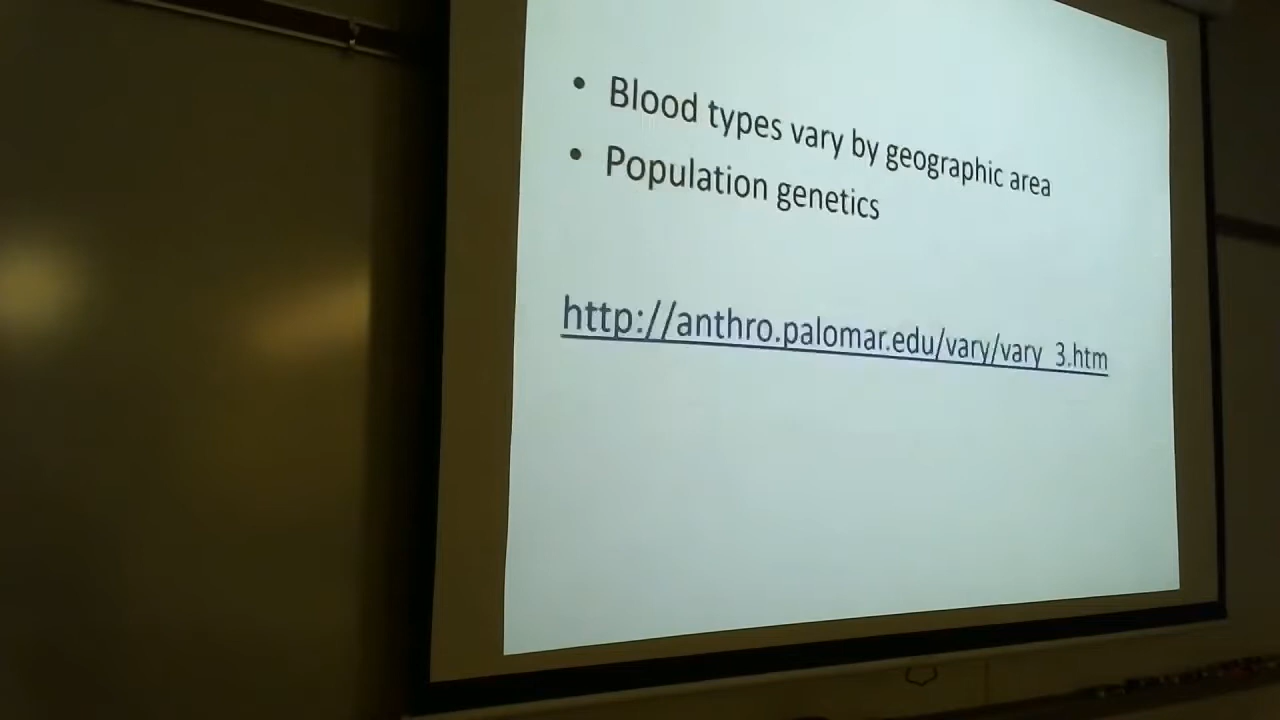 • Blood types vary by geographic area
• Population genetics
http://anthro.palomar.edu/vary/vary_3.htm